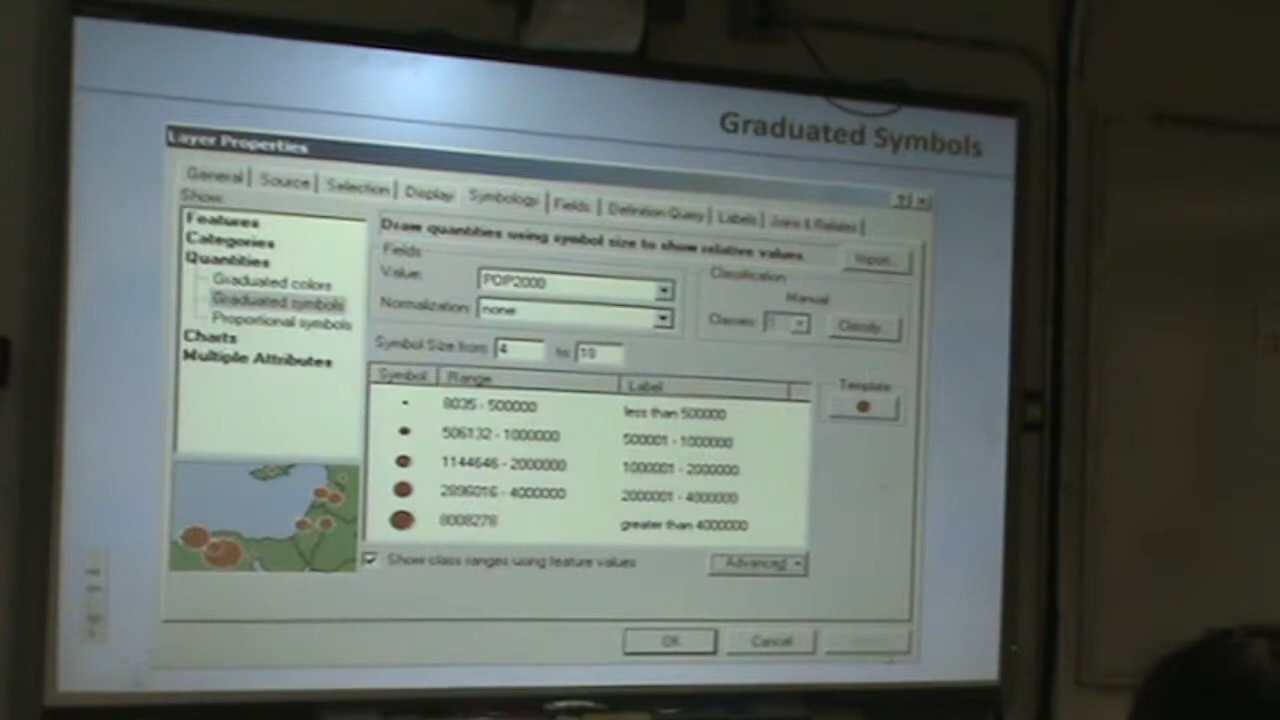 Graduated Symbols
Layer Properties
General Source Selection Display Symbology Fields Definition Query Labels Joins & Relates
Show:
Features
Categories
Quantities
Graduated colors
Graduated symbols
Proportional symbols
Charts
Multiple Attributes
Draw quantities using symbol size to show relative values.
Import...
Fields
Value: POP2000
Normalization: none
Classification
Manual
Classes: Classify...
Symbol Size from: 4 to:
Template
Symbol Range Label
8035 - 500000 less than 500000
506132 - 1000000 500001 - 1000000
1144646 - 2000000 1000001 - 2000000
2896016 - 4000000 2000001 - 4000000
8008278 greater than 4000000
Show class ranges using feature values
Advanced
OK Cancel